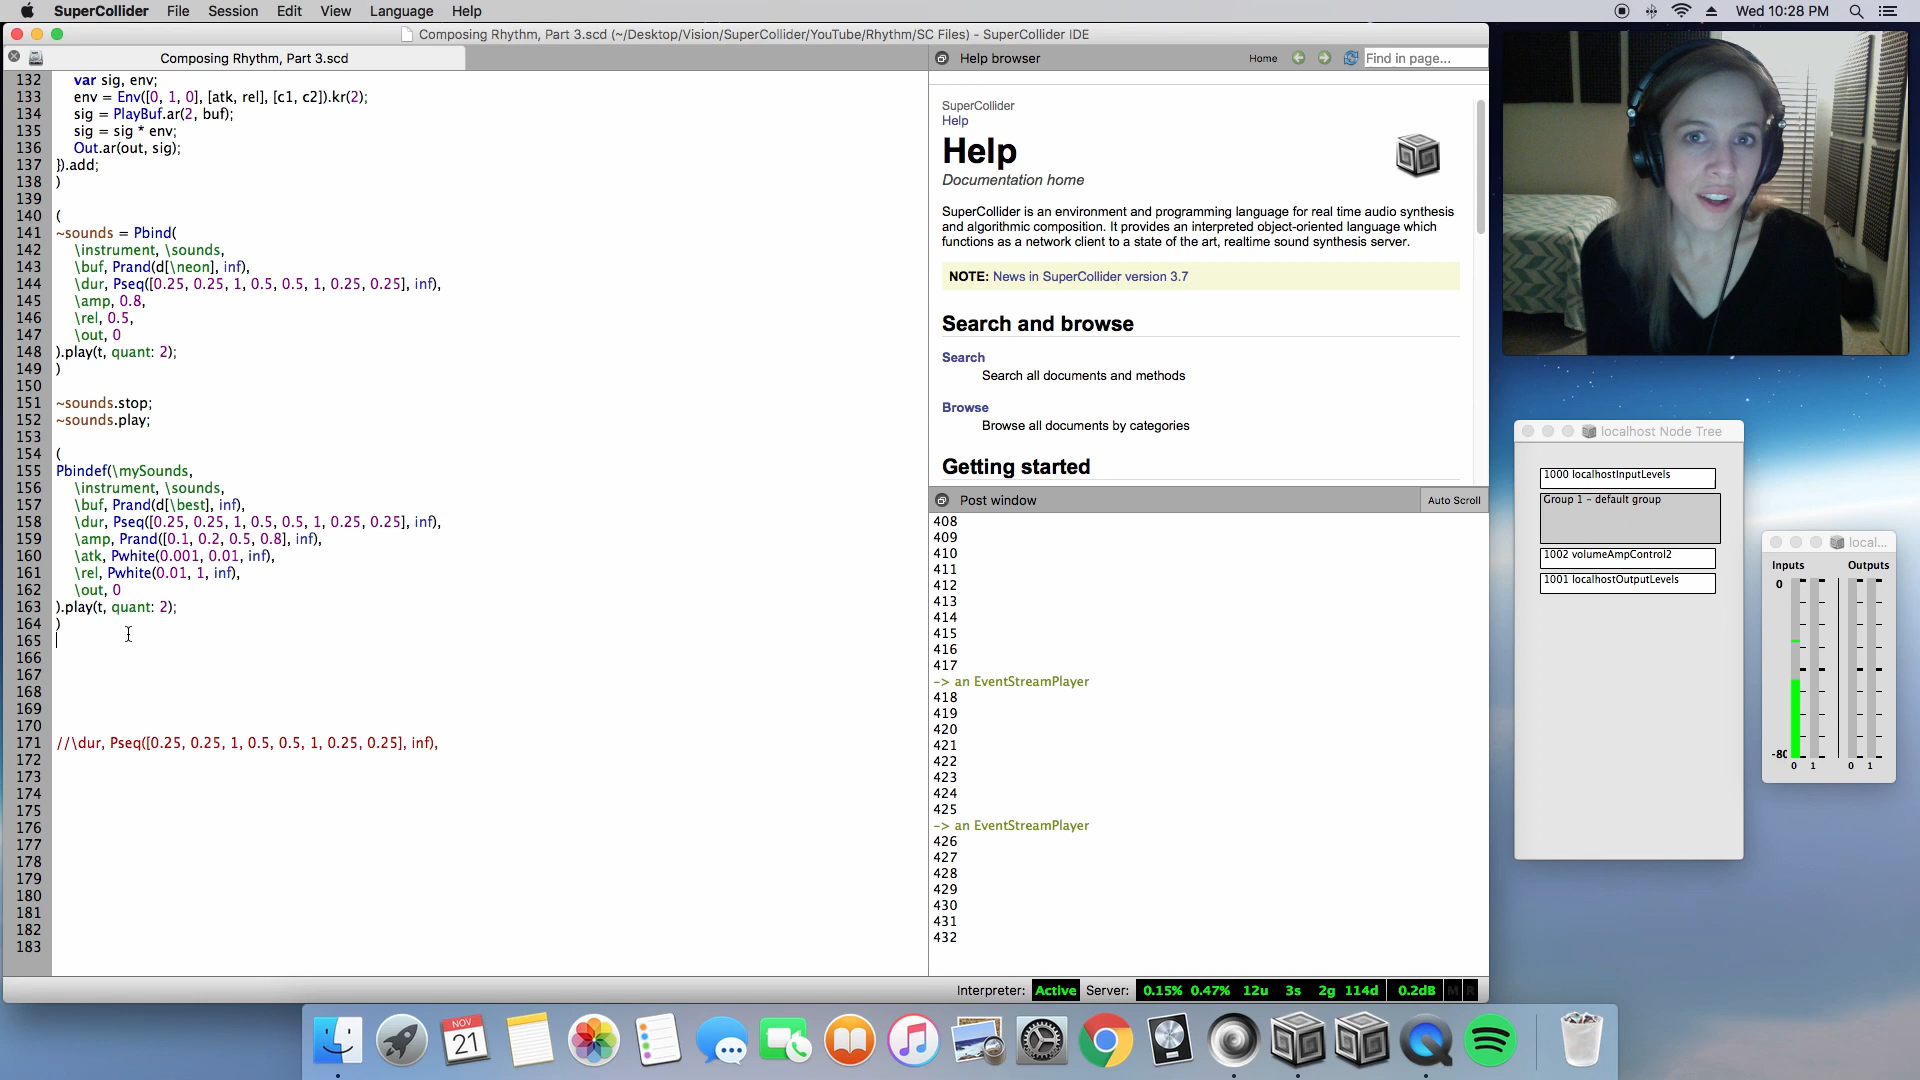 SuperCollider File Session Edit View Language Help
Wed 10:28 PM
Composing Rhythm, Part 3.scd (~/Desktop/Vision/SuperCollider/YouTube/Rhythm/SC Files) - SuperCollider IDE
Composing Rhythm, Part 3.scd
132 var sig, env;
133 env = Env([0, 1, 0], [atk, rel], [c1, c2]).kr(2);
134 sig = PlayBuf.ar(2, buf);
135 sig = sig * env;
136 Out.ar(out, sig);
137 }).add;
138 )
139
140 (
141 ~sounds = Pbind(
142 \instrument, \sounds,
143 \buf, Prand(d[\neon], inf),
144 \dur, Pseq([0.25, 0.25, 1, 0.5, 0.5, 1, 0.25, 0.25], inf),
145 \amp, 0.8,
146 \rel, 0.5,
147 \out, 0
148 ).play(t, quant: 2);
149 )
150
151 ~sounds.stop;
152 ~sounds.play;
153
154 (
155 Pbindef(\mySounds,
156 \instrument, \sounds,
157 \buf, Prand(d[\best], inf),
158 \dur, Pseq([0.25, 0.25, 1, 0.5, 0.5, 1, 0.25, 0.25], inf),
159 \amp, Prand([0.1, 0.2, 0.5, 0.8], inf),
160 \atk, Pwhite(0.001, 0.01, inf),
161 \rel, Pwhite(0.01, 1, inf),
162 \out, 0
163 ).play(t, quant: 2);
164 )
165
166
167
168
169
170
171 //\dur, Pseq([0.25, 0.25, 1, 0.5, 0.5, 1, 0.25, 0.25], inf),
172
173
174
175
176
177
178
179
180
181
182
183
Help browser
Home
Find in page...
SuperCollider
Help
Help
Documentation home
SuperCollider is an environment and programming language for real time audio synthesis
and algorithmic composition. It provides an interpreted object-oriented language which
functions as a network client to a state of the art, realtime sound synthesis server.
NOTE: News in SuperCollider version 3.7
Search and browse
Search
Search all documents and methods
Browse
Browse all documents by categories
Getting started
Post window
Auto Scroll
408
409
410
411
412
413
414
415
416
417
-> an EventStreamPlayer
418
419
420
421
422
423
424
425
-> an EventStreamPlayer
426
427
428
429
430
431
432
Interpreter: Active Server: 0.15% 0.47% 12u 3s 2g 114d 0.2dB M R
localhost Node Tree
1000 localhostInputLevels
Group 1 - default group
1002 volumeAmpControl2
1001 localhostOutputLevels
local...
Inputs Outputs
0
-80
0 1 0 1
NOV
21